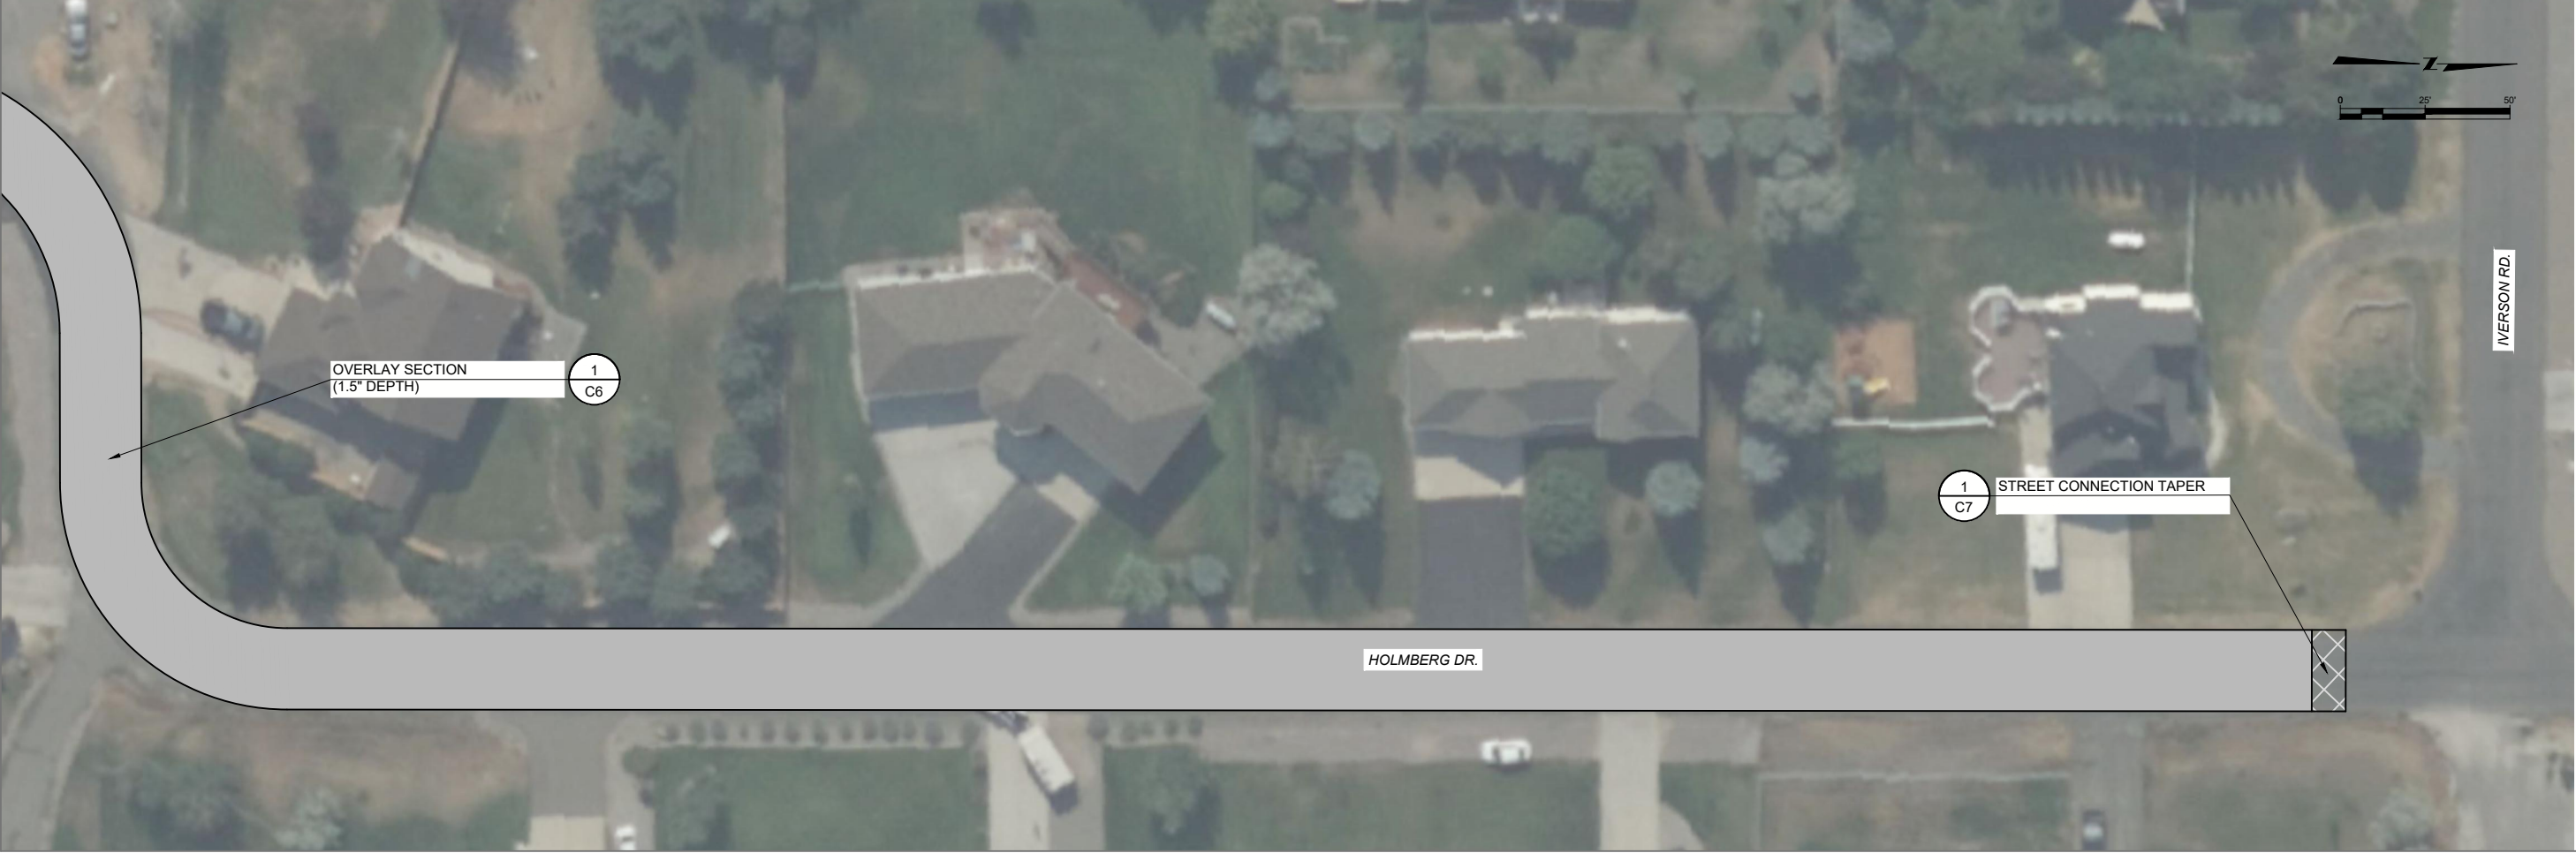 Z
0 25' 50'
IVERSON RD.
OVERLAY SECTION
(1.5" DEPTH)
1
C6
1
C7
STREET CONNECTION TAPER
HOLMBERG DR.